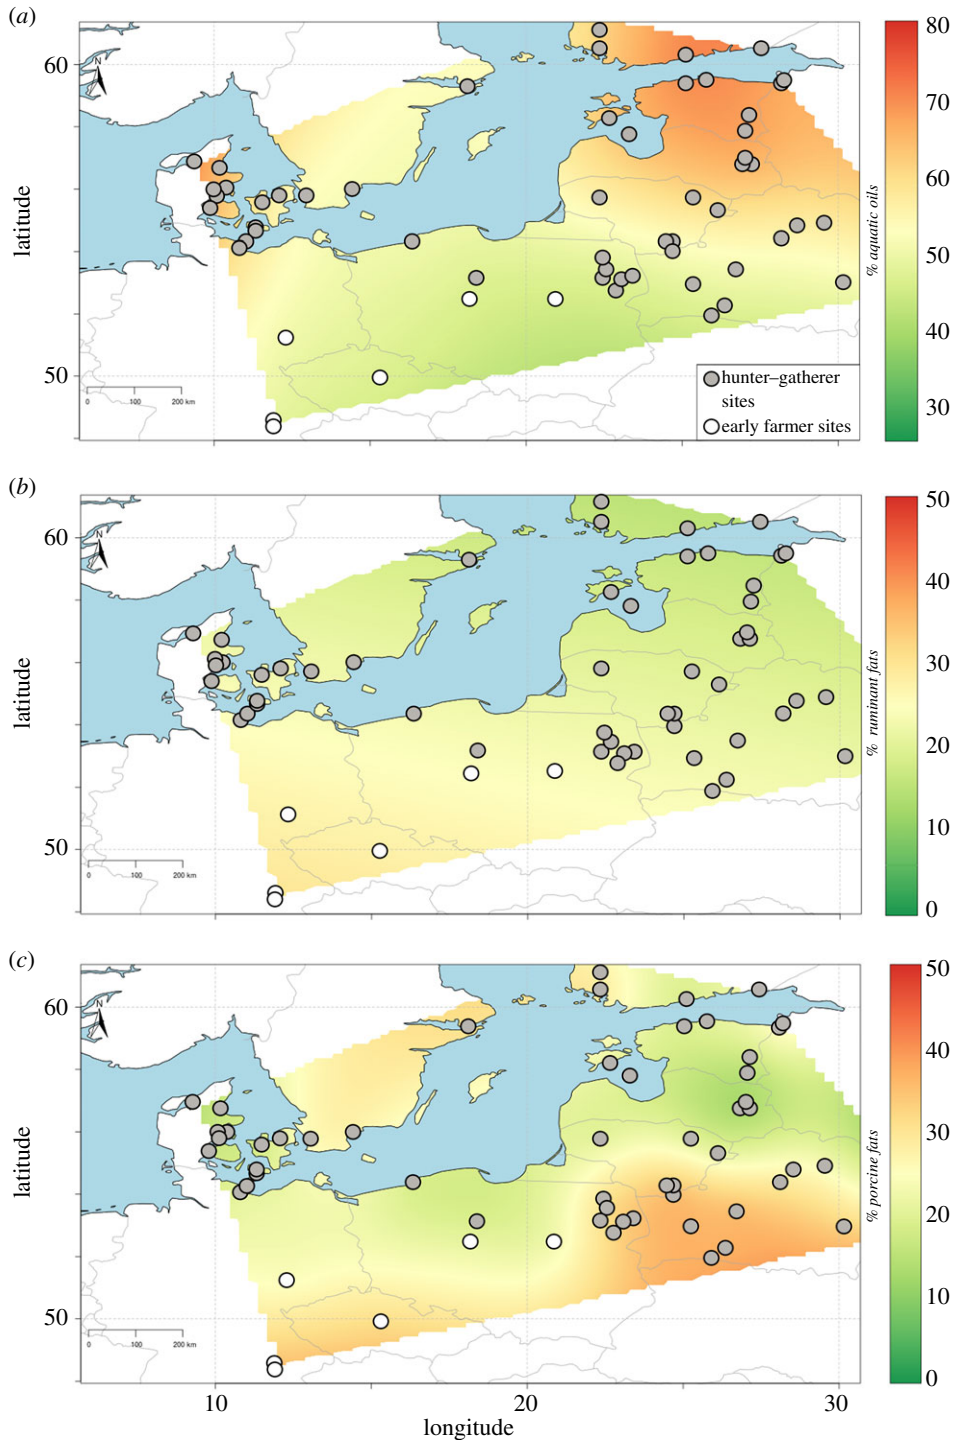 (a)
80
70
60
50
40
30
% aquatic oils
60
50
latitude
N
0 100 200 km
hunter–gatherer
sites
early farmer sites
(b)
50
40
30
20
10
0
% ruminant fats
60
50
latitude
N
0 100 200 km
(c)
50
40
30
20
10
0
% porcine fats
60
50
latitude
N
0 100 200 km
10 20 30
longitude